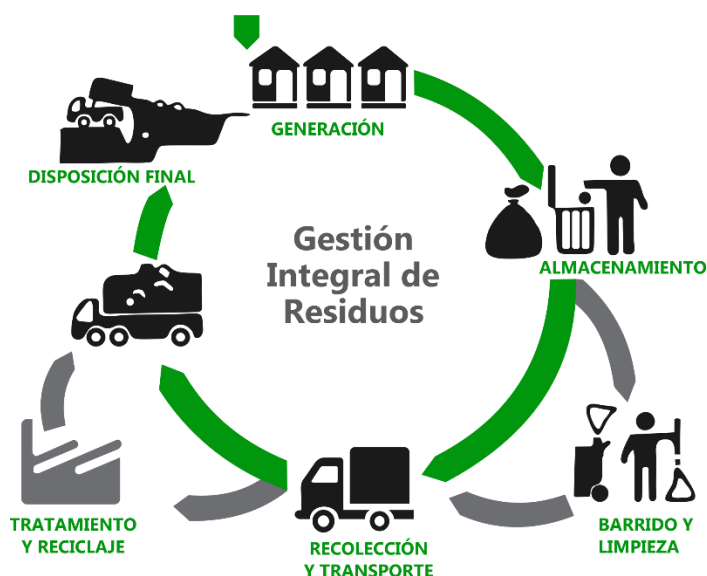 GENERACIÓN
DISPOSICIÓN FINAL
Gestión
Integral de
Residuos
ALMACENAMIENTO
TRATAMIENTO
Y RECICLAJE
RECOLECCIÓN
Y TRANSPORTE
BARRIDO Y
LIMPIEZA